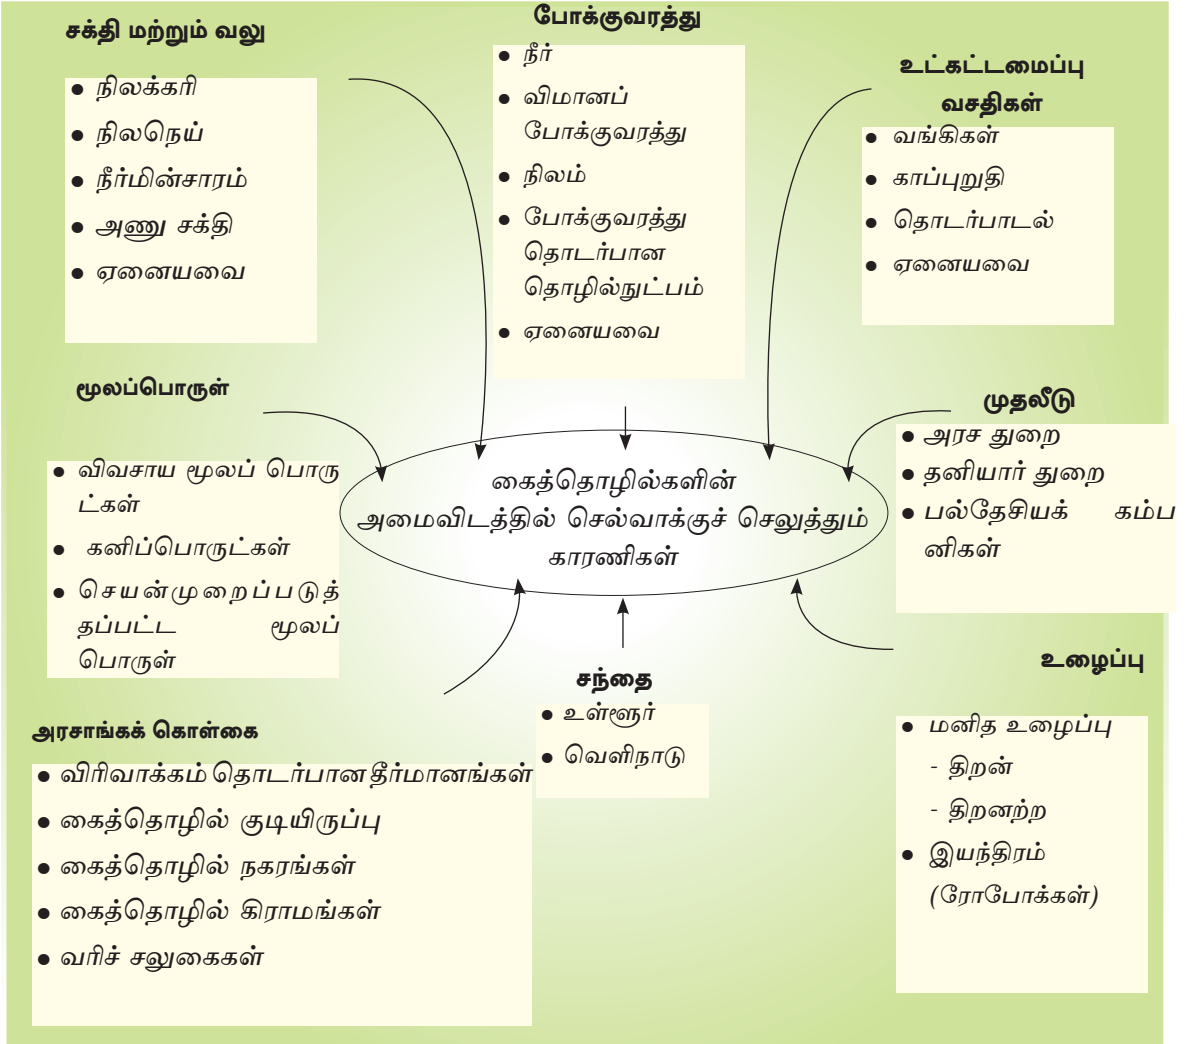 சக்தி மற்றும் வலு
● நிலக்கரி
● நிலநெய்
● நீர்மின்சாரம்
● அணு சக்தி
● ஏனையவை
போக்குவரத்து
● நீர்
● விமானப்
போக்குவரத்து
● நிலம்
● போக்குவரத்து
தொடர்பான
தொழில்நுட்பம்
● ஏனையவை
உட்கட்டமைப்பு
வசதிகள்
● வங்கிகள்
● காப்புறுதி
● தொடர்பாடல்
● ஏனையவை
மூலப்பொருள்
● விவசாய மூலப் பொரு
ட்கள்
● கனிப்பொருட்கள்
● செயன்முறைப்படுத்
தப்பட்ட மூலப்
பொருள்
கைத்தொழில்களின்
அமைவிடத்தில் செல்வாக்குச் செலுத்தும்
காரணிகள்
முதலீடு
● அரச துறை
● தனியார் துறை
● பல்தேசியக் கம்ப
னிகள்
அரசாங்கக் கொள்கை
● விரிவாக்கம் தொடர்பான தீர்மானங்கள்
● கைத்தொழில் குடியிருப்பு
● கைத்தொழில் நகரங்கள்
● கைத்தொழில் கிராமங்கள்
● வரிச் சலுகைகள்
சந்தை
● உள்ளூர்
● வெளிநாடு
உழைப்பு
● மனித உழைப்பு
- திறன்
- திறனற்ற
● இயந்திரம்
(ரோபோக்கள்)